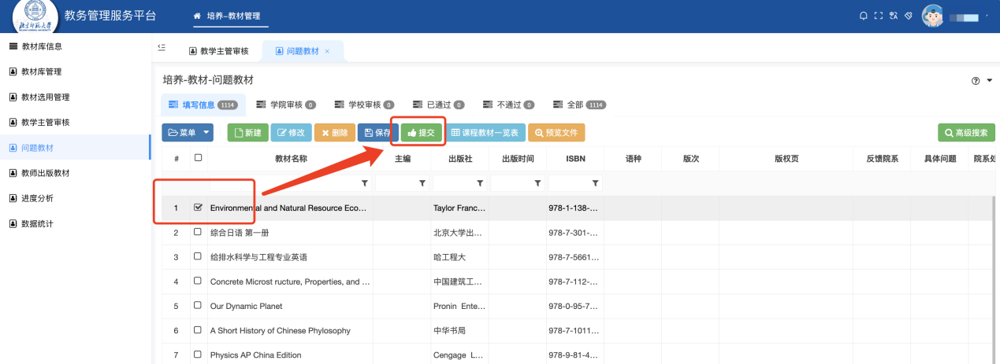 教务管理服务平台
培养-教材管理
教材库信息
教材库管理
教材选用管理
教学主管审核
问题教材
教师出版教材
进度分析
数据统计
教学主管审核 问题教材 ×
培养-教材-问题教材
填写信息 1114 学院审核 0 学校审核 0 已通过 0 不通过 0 全部 1114
菜单 新建 修改 删除 保存 提交 课程教材一览表 预览文件 高级搜索
# 教材名称 主编 出版社 出版时间 ISBN 语种 版次 版权页 反馈院系 具体问题 院系处
1 Environmental and Natural Resource Eco... Taylor Franc... 978-1-138-...
2 综合日语 第一册 北京大学出... 978-7-301-...
3 给排水科学与工程专业英语 哈工程大 978-7-5661...
4 Concrete Microst ructure, Properties, and ... 中国建筑工... 978-7-112-...
5 Our Dynamic Planet Pronin Ente... 978-0-95-7...
6 A Short History of Chinese Phylosophy 中华书局 978-7-1011...
7 Physics AP China Edition Cengage L... 978-9-81-4...